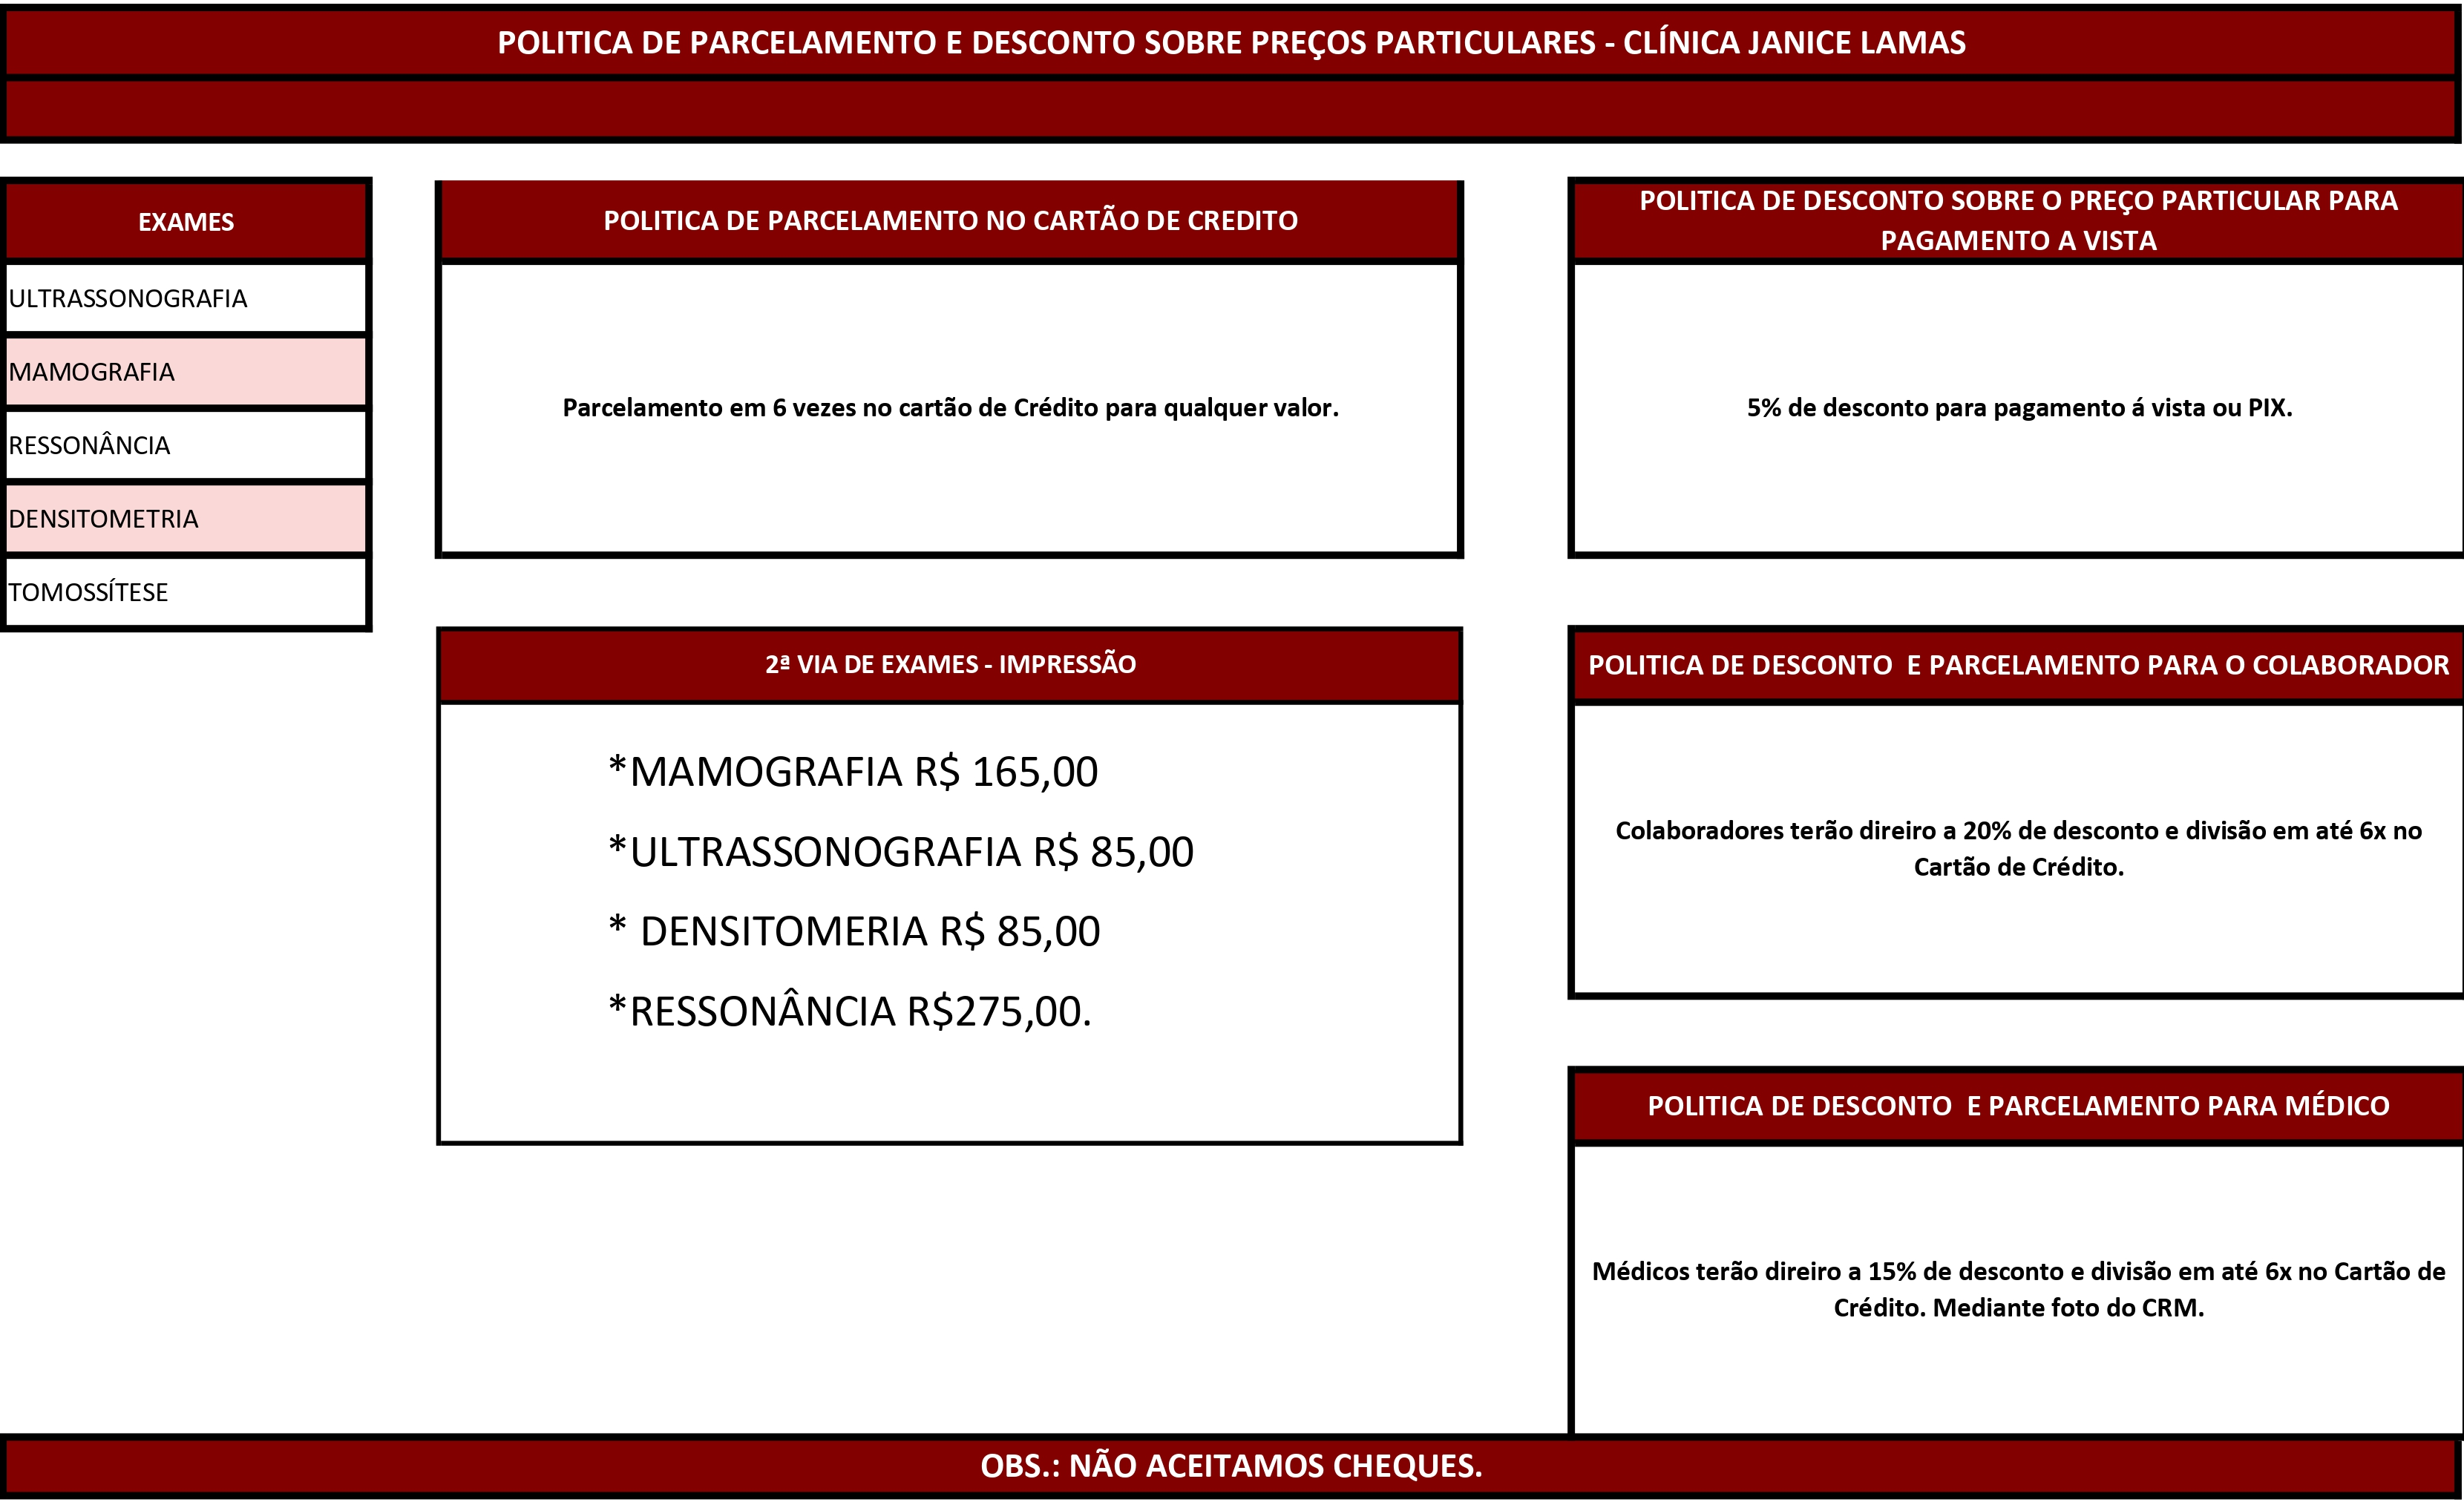 POLITICA DE PARCELAMENTO E DESCONTO SOBRE PREÇOS PARTICULARES - CLÍNICA JANICE LAMAS
EXAMES
ULTRASSONOGRAFIA
MAMOGRAFIA
RESSONÂNCIA
DENSITOMETRIA
TOMOSSÍTESE
POLITICA DE PARCELAMENTO NO CARTÃO DE CREDITO
Parcelamento em 6 vezes no cartão de Crédito para qualquer valor.
POLITICA DE DESCONTO SOBRE O PREÇO PARTICULAR PARA
PAGAMENTO A VISTA
5% de desconto para pagamento á vista ou PIX.
2ª VIA DE EXAMES - IMPRESSÃO
*MAMOGRAFIA R$ 165,00
*ULTRASSONOGRAFIA R$ 85,00
* DENSITOMERIA R$ 85,00
*RESSONÂNCIA R$275,00.
POLITICA DE DESCONTO  E PARCELAMENTO PARA O COLABORADOR
Colaboradores terão direiro a 20% de desconto e divisão em até 6x no
Cartão de Crédito.
POLITICA DE DESCONTO  E PARCELAMENTO PARA MÉDICO
Médicos terão direiro a 15% de desconto e divisão em até 6x no Cartão de
Crédito. Mediante foto do CRM.
OBS.: NÃO ACEITAMOS CHEQUES.